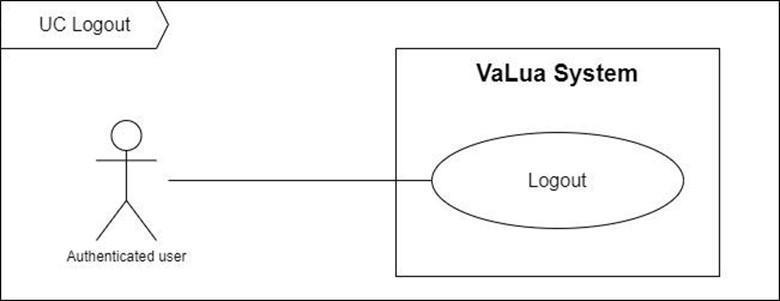 UC Logout
VaLua System
Logout
Authenticated user